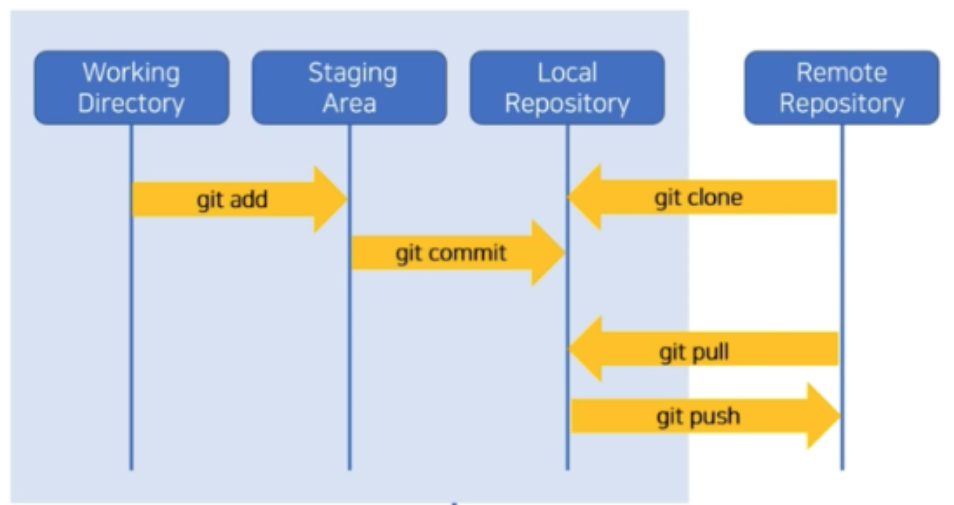 Working
Directory
Staging
Area
Local
Repository
Remote
Repository
git add
git clone
git commit
git pull
git push